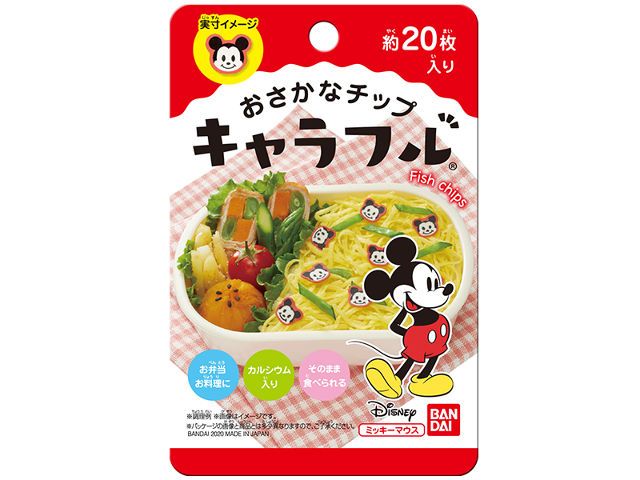 実寸イメージ
約20枚
入り
おさかなチップ
キャラフル®
Fish chips
お弁当
お料理に
カルシウム
入り
そのまま
食べられる
Disney
BAN
DAI
ミッキーマウス
※調理例 ※画像はイメージです。
※パッケージの画像と商品とは多少異なりますので、ご了承ください。
BANDAI 2020 MADE IN JAPAN